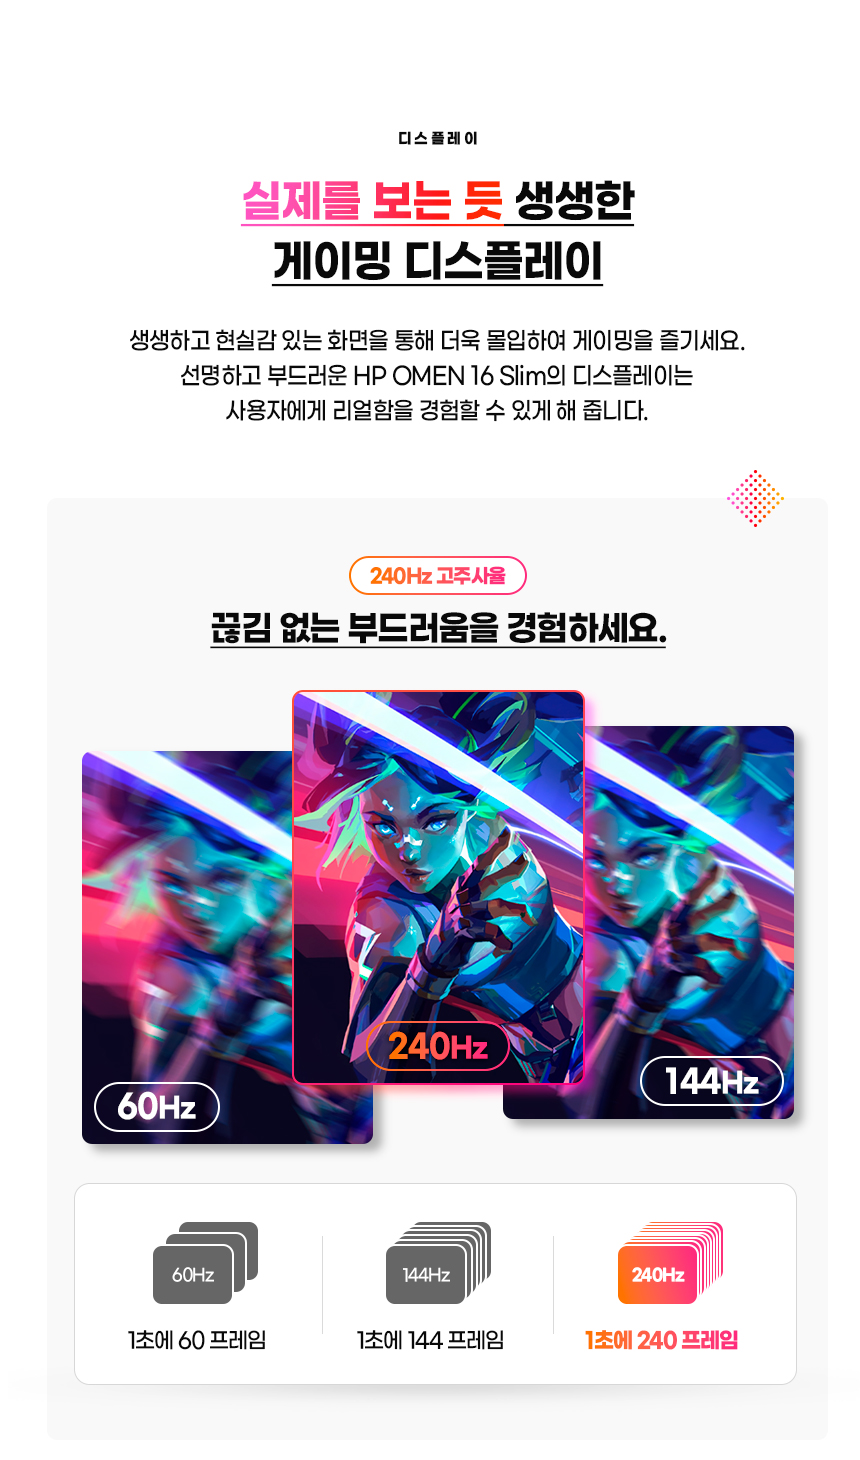 디스플레이
실제를 보는 듯 생생한
게이밍 디스플레이
생생하고 현실감 있는 화면을 통해 더욱 몰입하여 게이밍을 즐기세요.
선명하고 부드러운 HP OMEN 16 Slim의 디스플레이는
사용자에게 리얼함을 경험할 수 있게 해 줍니다.
240Hz 고주사율
끊김 없는 부드러움을 경험하세요.
60Hz
240Hz
144Hz
60Hz
144Hz
240Hz
1초에 60 프레임
1초에 144 프레임
1초에 240 프레임